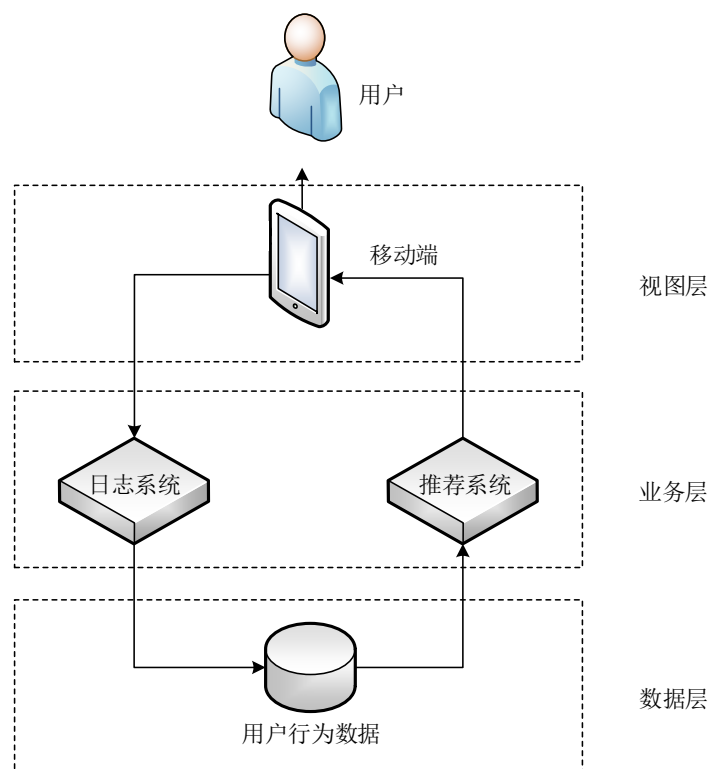 用户
移动端
视图层
日志系统
推荐系统
业务层
用户行为数据
数据层